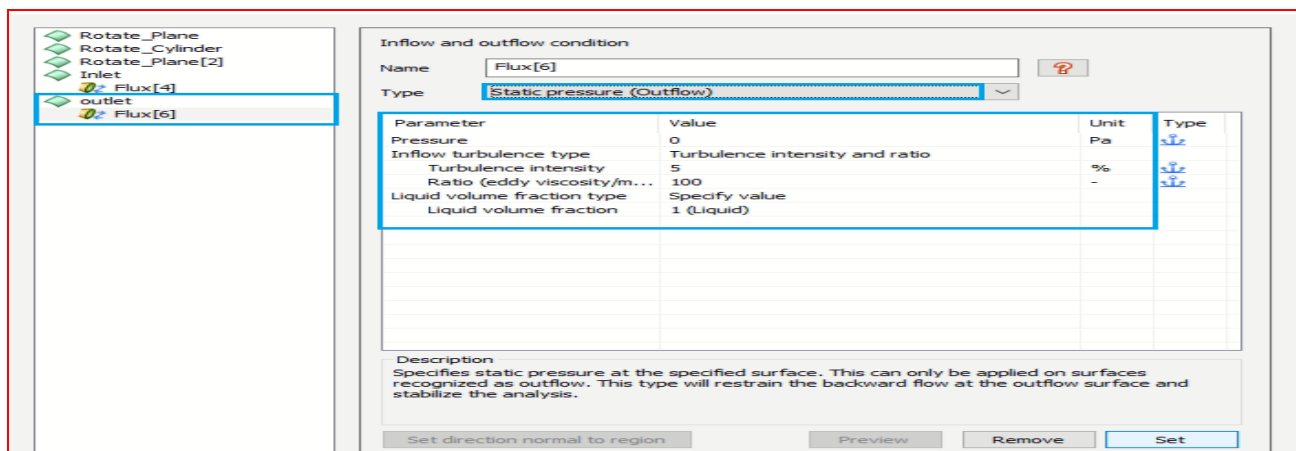 Rotate_Plane
Rotate_Cylinder
Rotate_Plane[2]
Inlet
Flux[4]
outlet
Flux[6]
Inflow and outflow condition
Name Flux[6]
Type Static pressure (Outflow)
Parameter Value Unit Type
Pressure 0 Pa
Inflow turbulence type Turbulence intensity and ratio
Turbulence intensity 5 %
Ratio (eddy viscosity/m... 100 -
Liquid volume fraction type Specify value
Liquid volume fraction 1 (Liquid)
Description
Specifies static pressure at the specified surface. This can only be applied on surfaces
recognized as outflow. This type will restrain the backward flow at the outflow surface and
stabilize the analysis.
Set direction normal to region Preview Remove Set